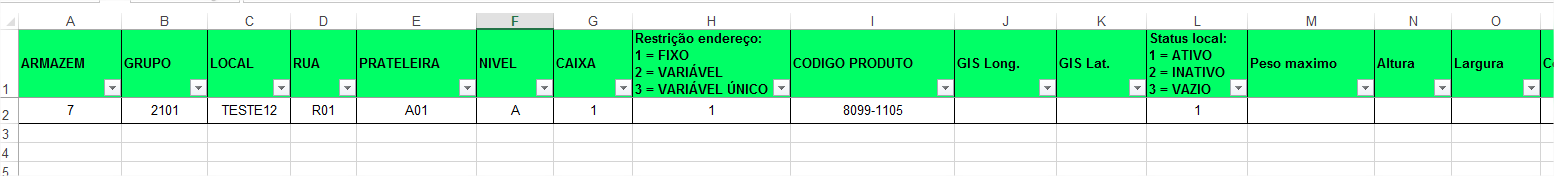 A B C D E F G H I J K L M N O
1 ARMAZEM GRUPO LOCAL RUA PRATELEIRA NIVEL CAIXA
Restrição endereço:
1 = FIXO
2 = VARIÁVEL
3 = VARIÁVEL ÚNICO
CODIGO PRODUTO GIS Long. GIS Lat.
Status local:
1 = ATIVO
2 = INATIVO
3 = VAZIO
Peso maximo Altura Largura
2 7 2101 TESTE12 R01 A01 A 1 1 8099-1105 1
3
4
5